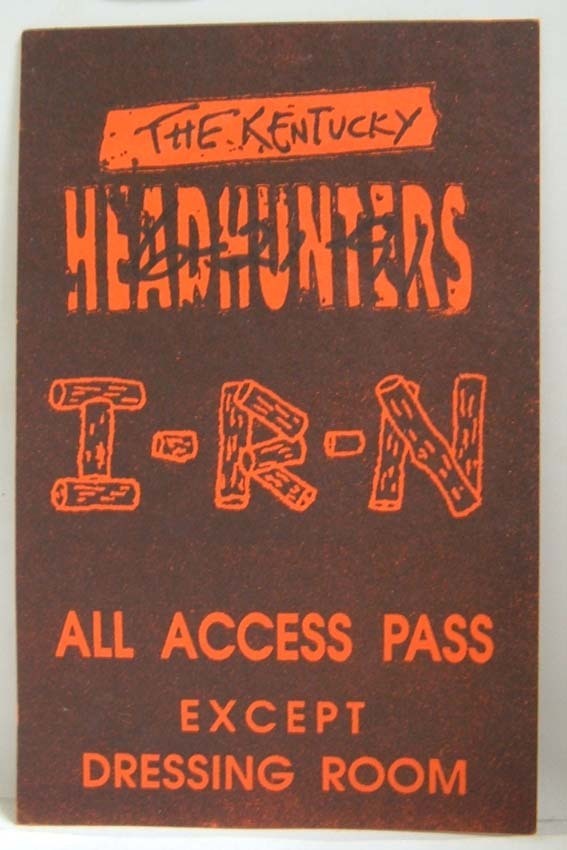 THE KENTUCKY
HEADHUNTERS
I-R-N
ALL ACCESS PASS
EXCEPT
DRESSING ROOM